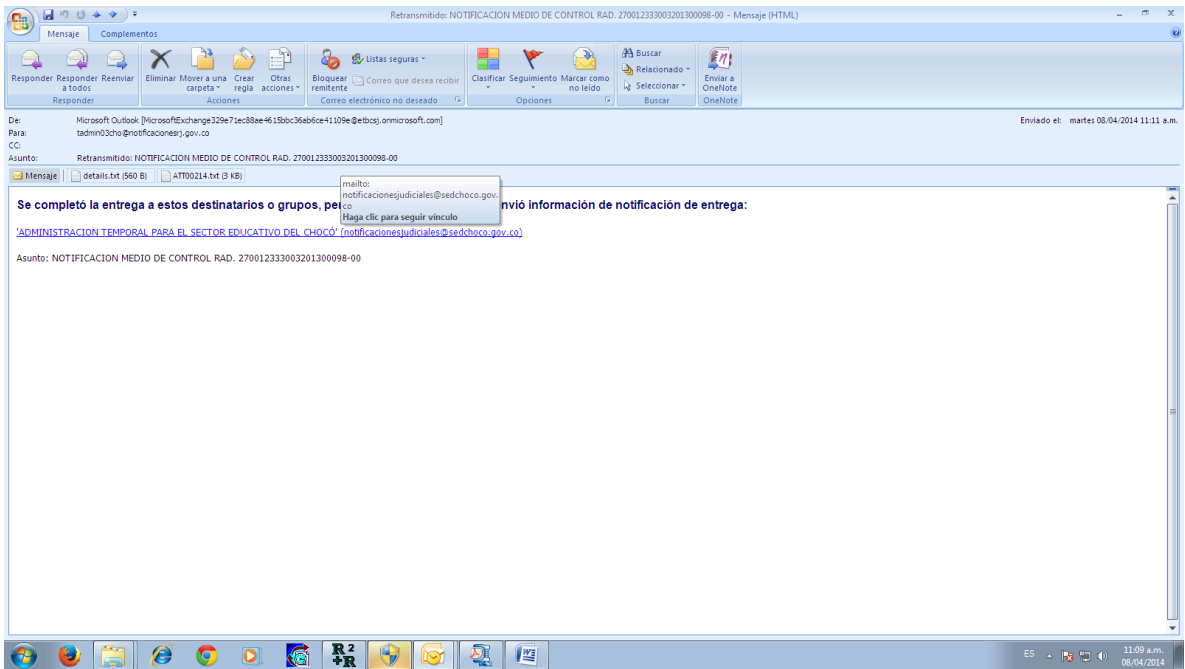 Retransmitido: NOTIFICACION MEDIO DE CONTROL RAD. 270012333003201300098-00 - Mensaje (HTML)
Mensaje Complementos
Responder Responder a todos Reenviar Eliminar Mover a una carpeta Crear regla Otras acciones Bloquear remitente Listas seguras Correo que desea recibir Clasificar Seguimiento Marcar como no leído Buscar Relacionado Seleccionar Enviar a OneNote
Responder Acciones Correo electrónico no deseado Opciones Buscar OneNote
De: Microsoft Outlook [MicrosoftExchange329e71ec88ae4615bbc36ab6ce41109e@etbcsj.onmicrosoft.com] Enviado el: martes 08/04/2014 11:11 a.m.
Para: tadmin03cho@notificacionesrj.gov.co
CC:
Asunto: Retransmitido: NOTIFICACION MEDIO DE CONTROL RAD. 270012333003201300098-00
Mensaje details.txt (560 B) ATT00214.txt (3 KB)
mailto:
notificacionesjudiciales@sedchoco.gov.
co
Haga clic para seguir vínculo
Se completó la entrega a estos destinatarios o grupos, nvió información de notificación de entrega:
'ADMINISTRACION TEMPORAL PARA EL SECTOR EDUCATIVO DEL CHOCÓ' (notificacionesjudiciales@sedchoco.gov.co)
Asunto: NOTIFICACION MEDIO DE CONTROL RAD. 270012333003201300098-00
R2+R
ES 11:09 a.m.
08/04/2014